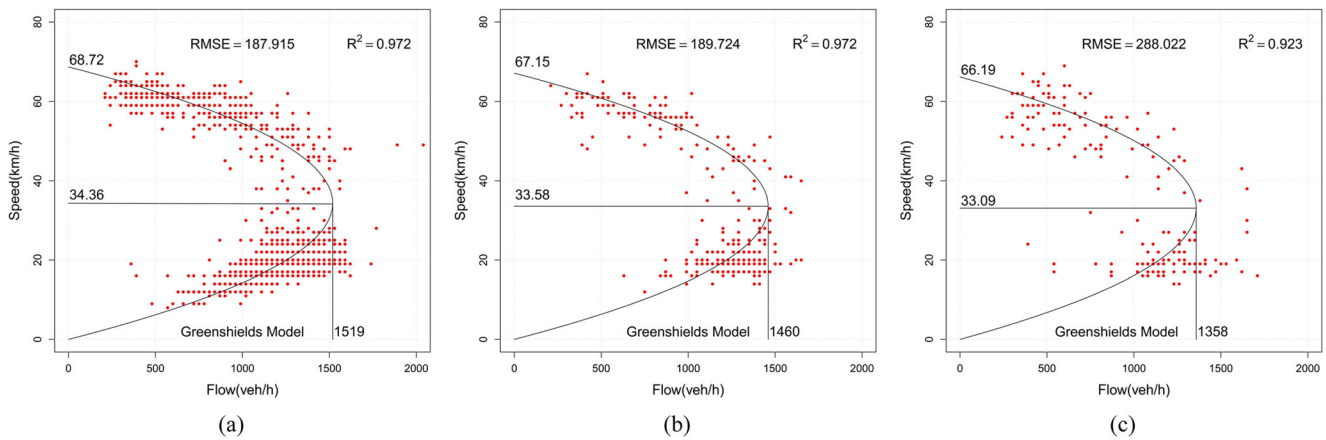 80
60
40
20
0
Speed(km/h)
RMSE = 187.915 R² = 0.972
68.72
34.36
Greenshields Model 1519
0 500 1000 1500 2000
Flow(veh/h)
(a)
80
60
40
20
0
Speed(km/h)
RMSE = 189.724 R² = 0.972
67.15
33.58
Greenshields Model 1460
0 500 1000 1500 2000
Flow(veh/h)
(b)
80
60
40
20
0
Speed(km/h)
RMSE = 288.022 R² = 0.923
66.19
33.09
Greenshields Model 1358
0 500 1000 1500 2000
Flow(veh/h)
(c)